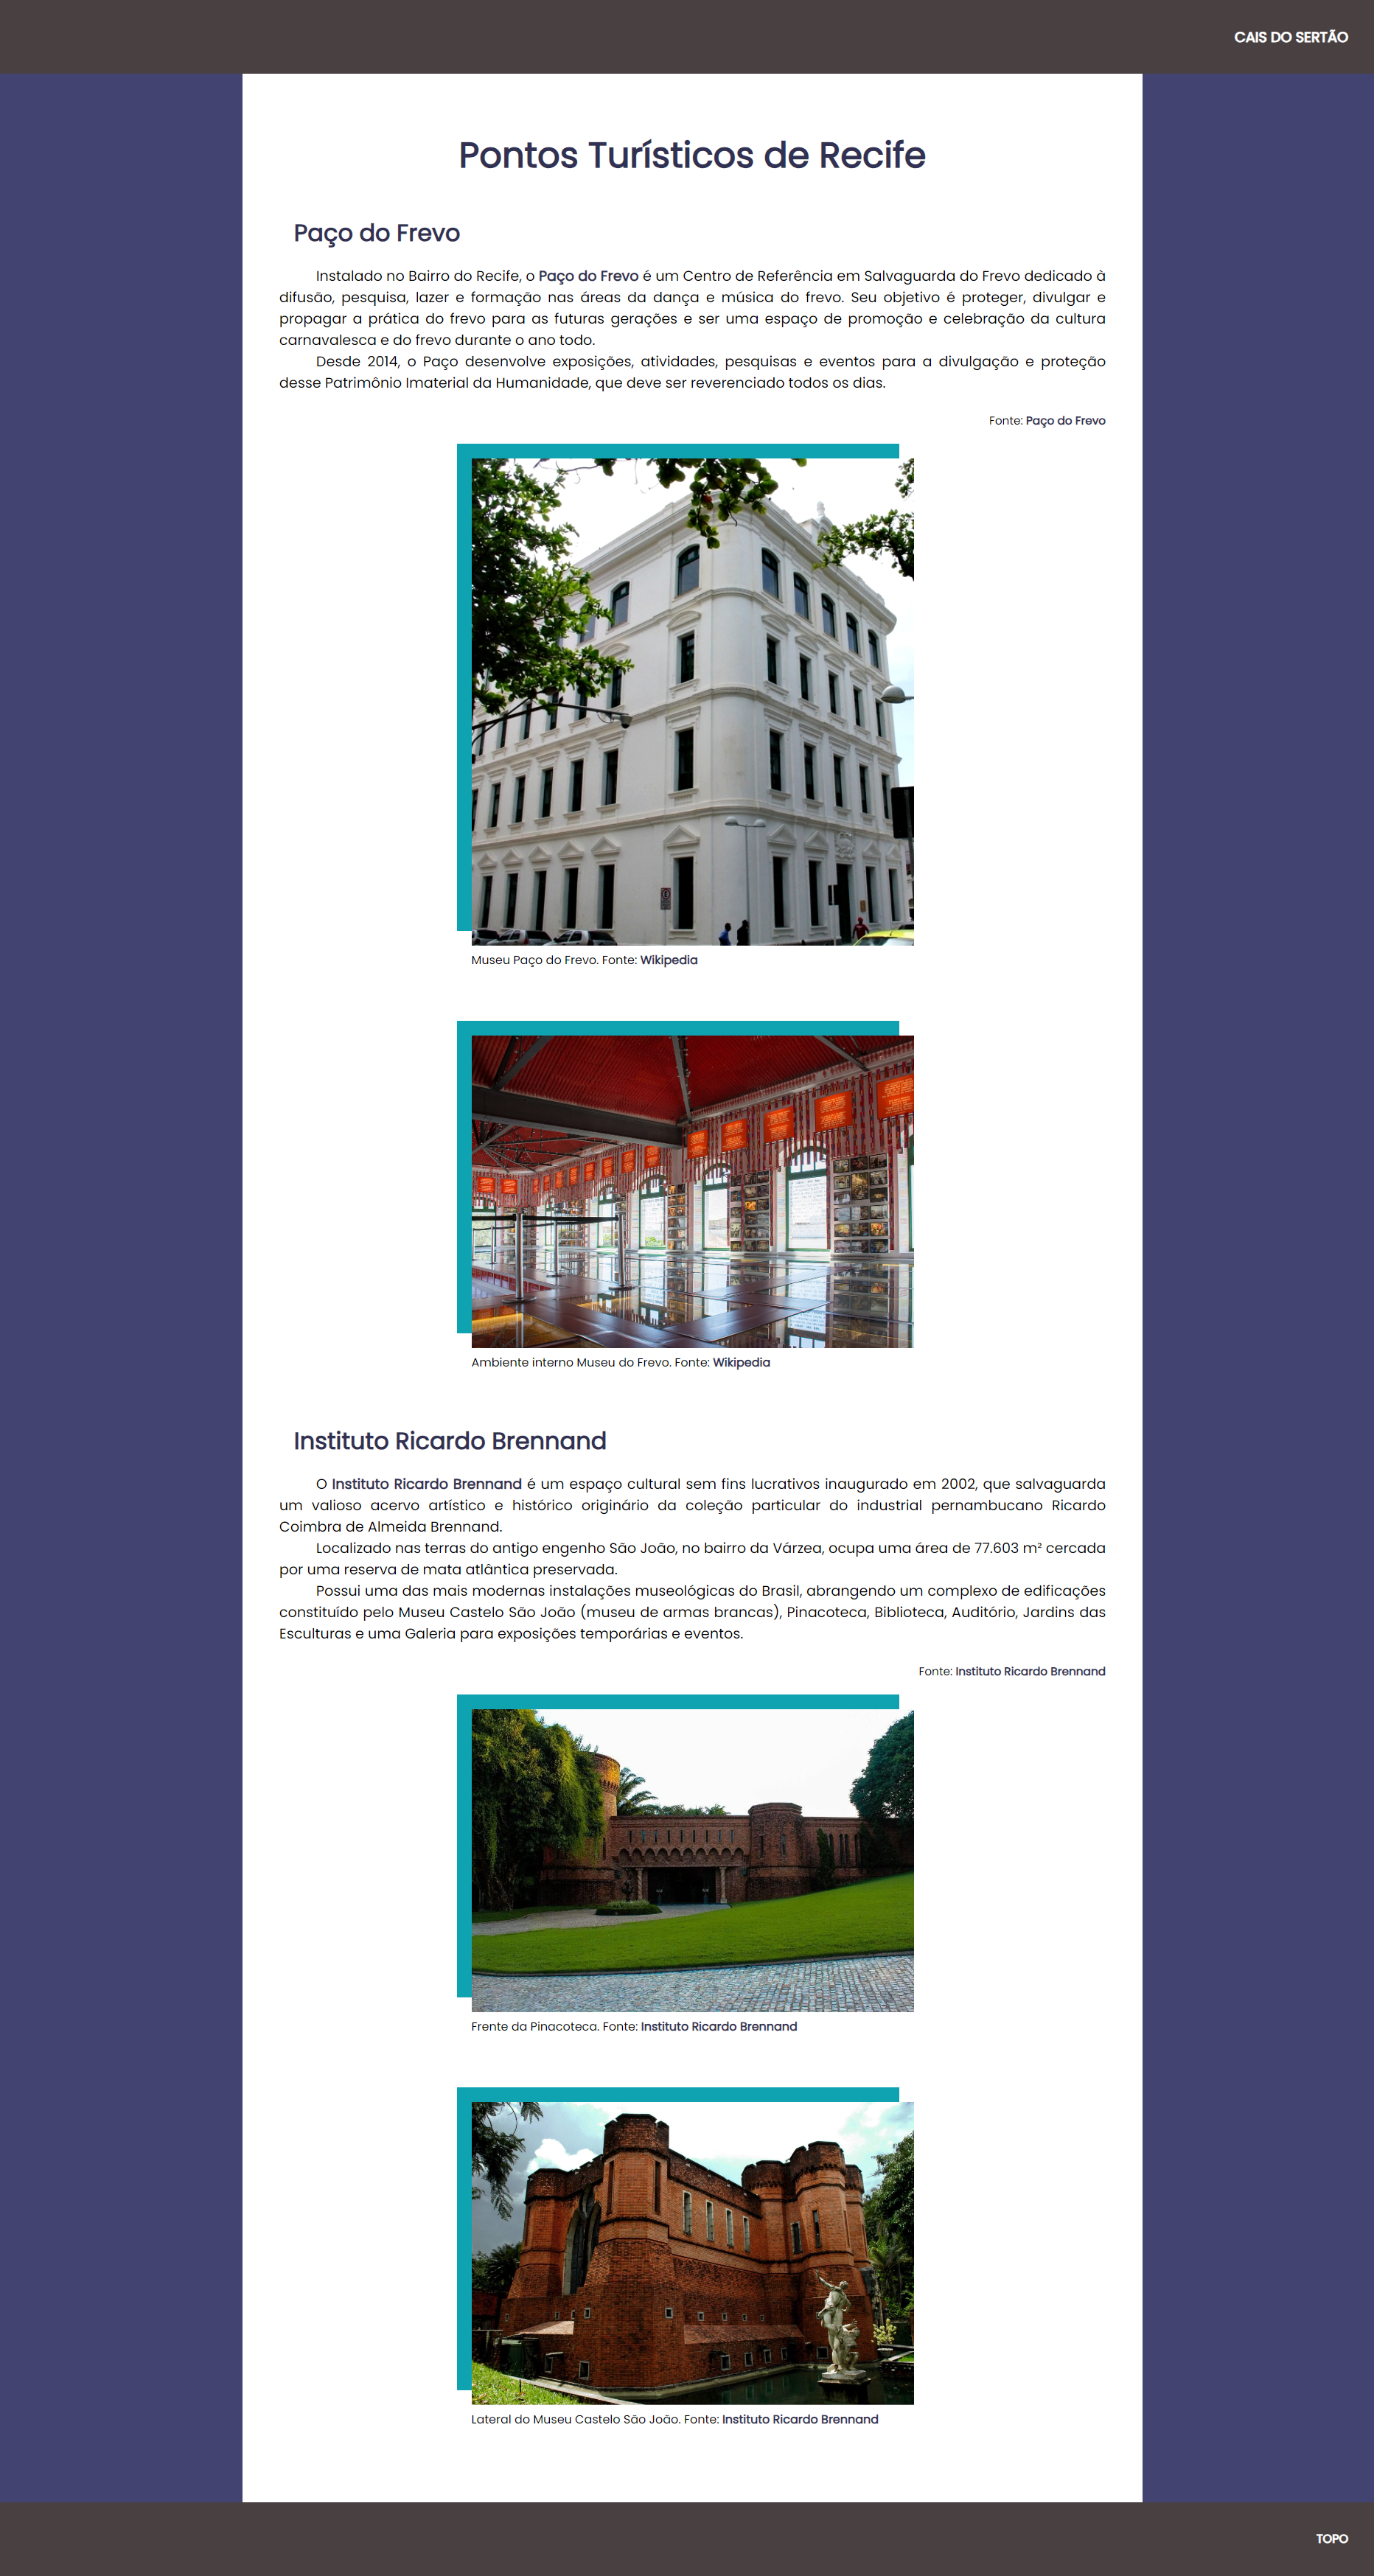 CAIS DO SERTÃO
Pontos Turísticos de Recife
Paço do Frevo
Instalado no Bairro do Recife, o Paço do Frevo é um Centro de Referência em Salvaguarda do Frevo dedicado à
difusão, pesquisa, lazer e formação nas áreas da dança e música do frevo. Seu objetivo é proteger, divulgar e
propagar a prática do frevo para as futuras gerações e ser uma espaço de promoção e celebração da cultura
carnavalesca e do frevo durante o ano todo.
Desde 2014, o Paço desenvolve exposições, atividades, pesquisas e eventos para a divulgação e proteção
desse Patrimônio Imaterial da Humanidade, que deve ser reverenciado todos os dias.
Fonte: Paço do Frevo
Museu Paço do Frevo. Fonte: Wikipedia
Ambiente interno Museu do Frevo. Fonte: Wikipedia
Instituto Ricardo Brennand
O Instituto Ricardo Brennand é um espaço cultural sem fins lucrativos inaugurado em 2002, que salvaguarda
um valioso acervo artístico e histórico originário da coleção particular do industrial pernambucano Ricardo
Coimbra de Almeida Brennand.
Localizado nas terras do antigo engenho São João, no bairro da Várzea, ocupa uma área de 77.603 m² cercada
por uma reserva de mata atlântica preservada.
Possui uma das mais modernas instalações museológicas do Brasil, abrangendo um complexo de edificações
constituído pelo Museu Castelo São João (museu de armas brancas), Pinacoteca, Biblioteca, Auditório, Jardins das
Esculturas e uma Galeria para exposições temporárias e eventos.
Fonte: Instituto Ricardo Brennand
Frente da Pinacoteca. Fonte: Instituto Ricardo Brennand
Lateral do Museu Castelo São João. Fonte: Instituto Ricardo Brennand
TOPO